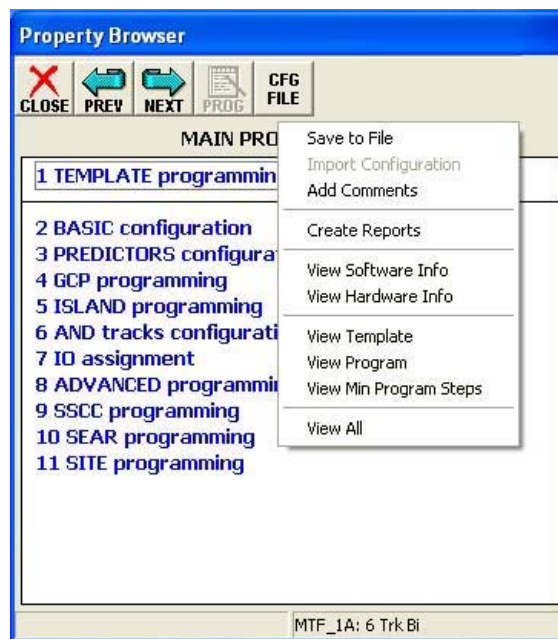 Property Browser
CLOSE PREV NEXT PROG CFG FILE
MAIN PRO
1 TEMPLATE programmin
2 BASIC configuration
3 PREDICTORS configura
4 GCP programming
5 ISLAND programming
6 AND tracks configurati
7 IO assignment
8 ADVANCED programmi
9 SSCC programming
10 SEAR programming
11 SITE programming
Save to File
Import Configuration
Add Comments
Create Reports
View Software Info
View Hardware Info
View Template
View Program
View Min Program Steps
View All
MTF_1A: 6 Trk Bi